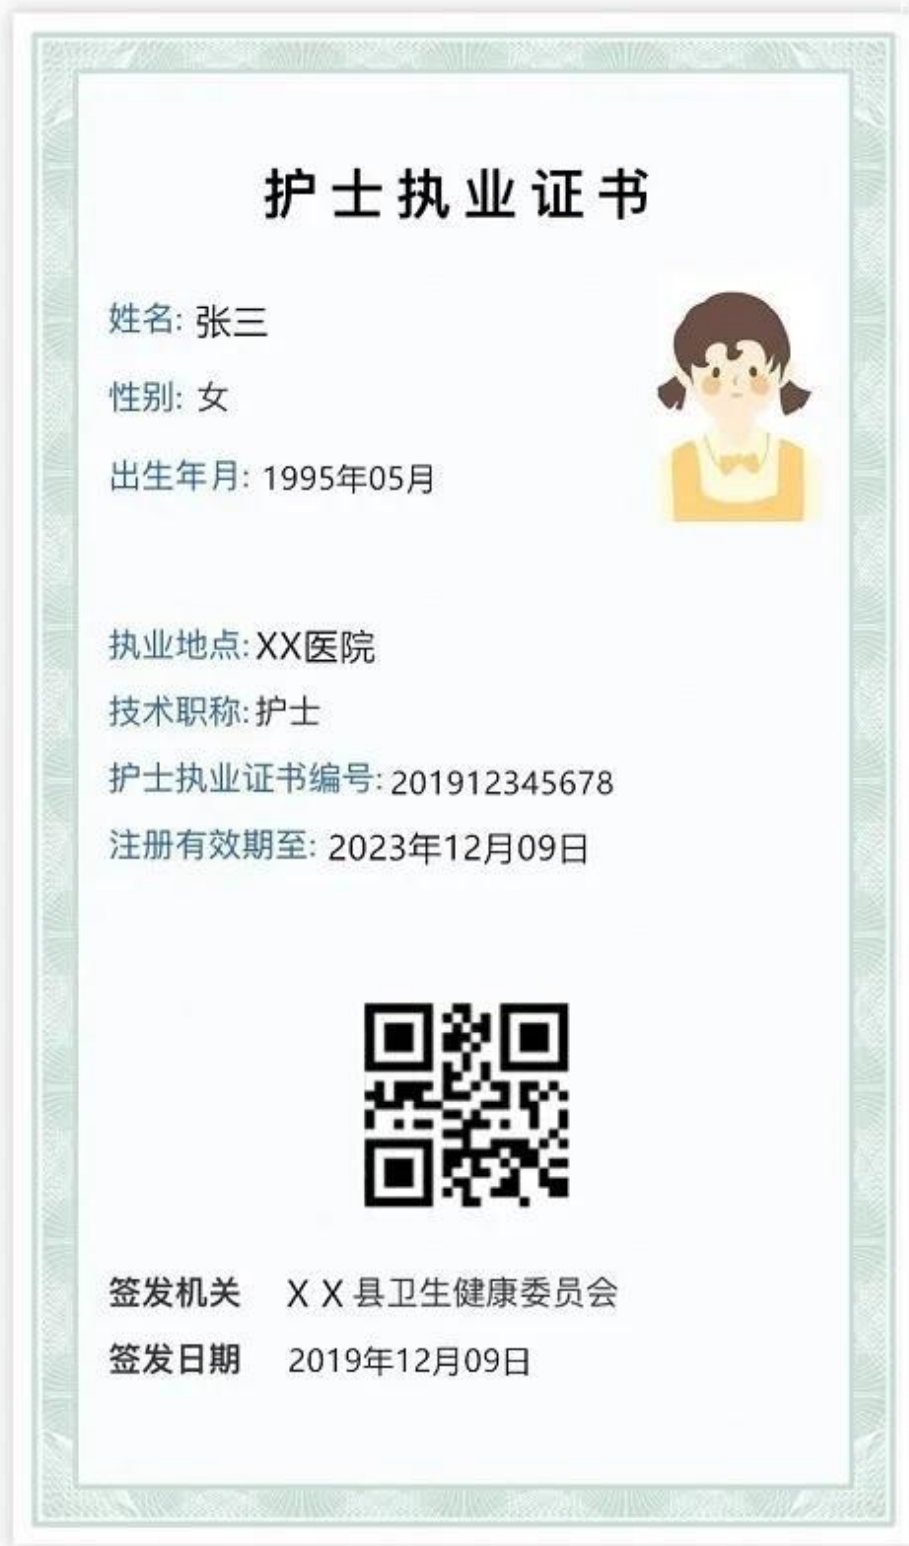 护士执业证书
姓名: 张三
性别: 女
出生年月: 1995年05月
执业地点: XX医院
技术职称: 护士
护士执业证书编号: 201912345678
注册有效期至: 2023年12月09日
签发机关 X X 县卫生健康委员会
签发日期 2019年12月09日